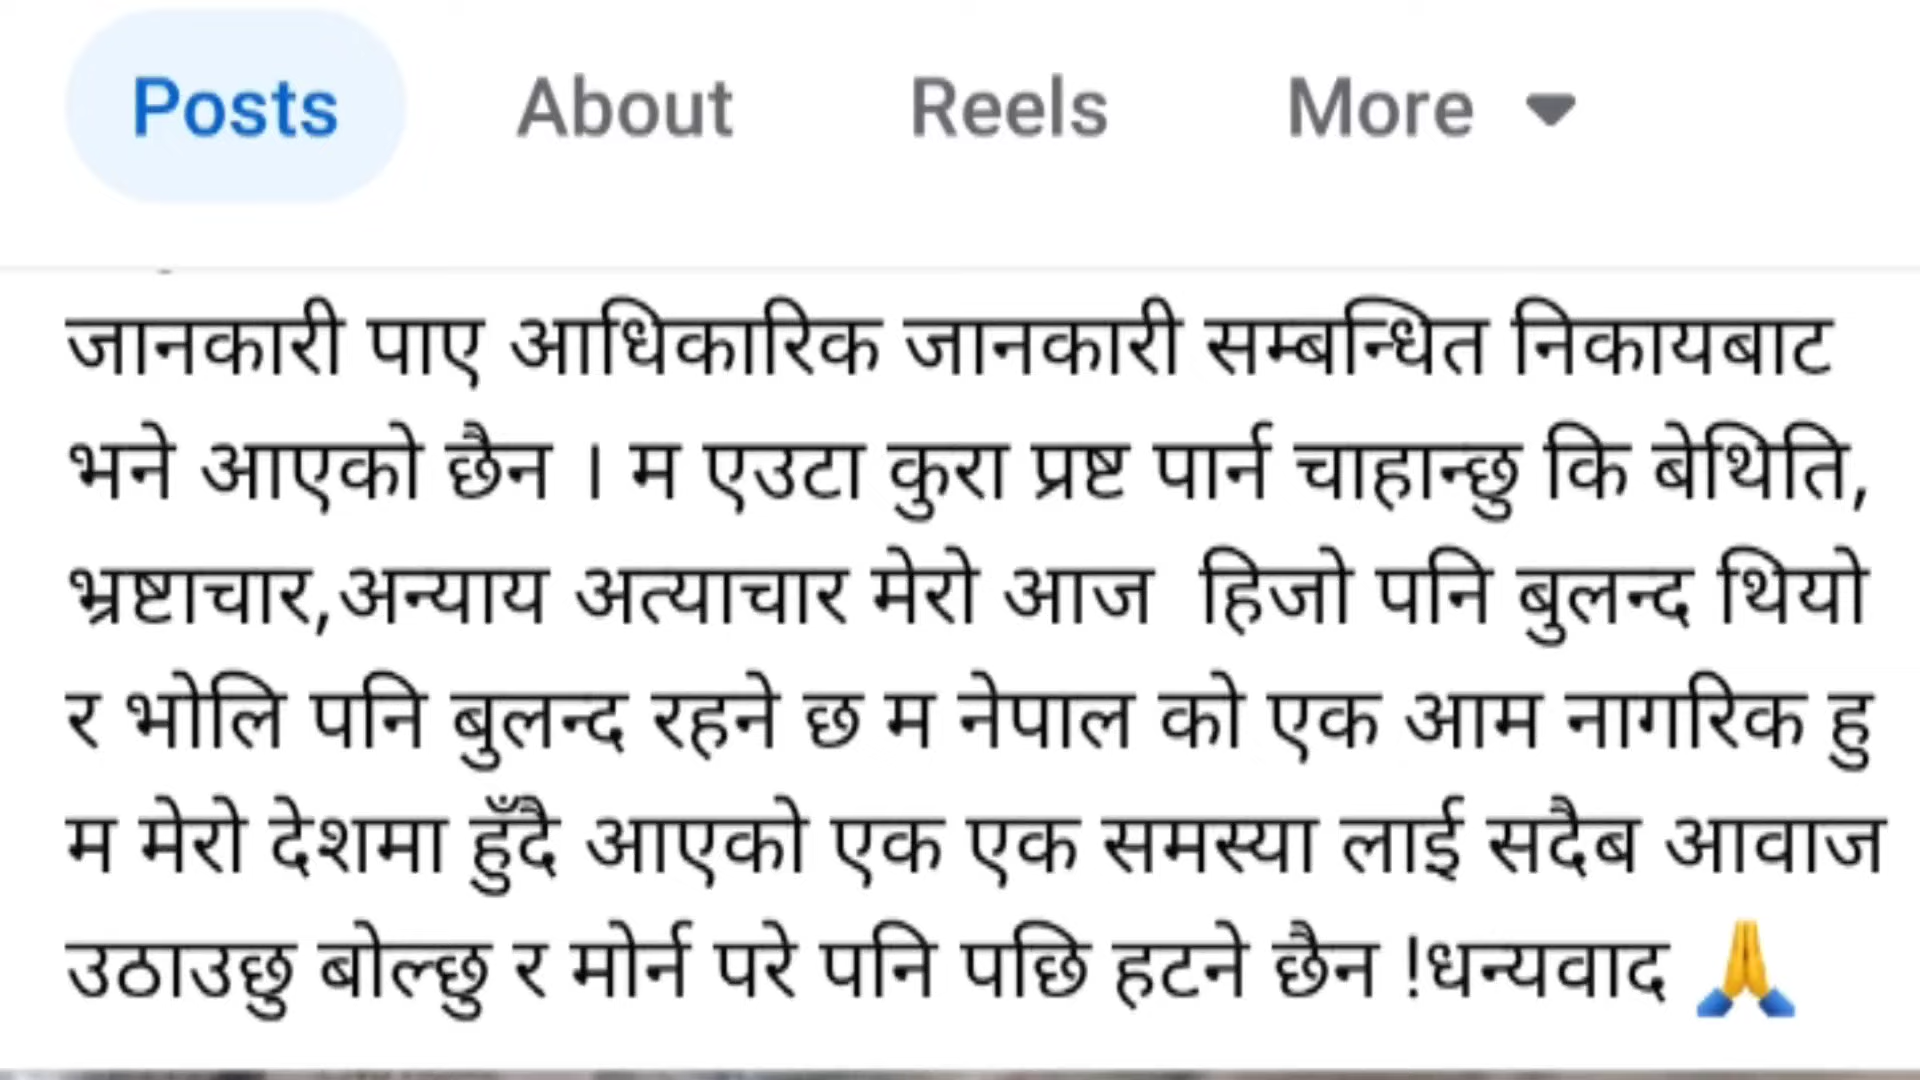 Posts About Reels More
जानकारी पाए आधिकारिक जानकारी सम्बन्धित निकायबाट
भने आएको छैन । म एउटा कुरा प्रष्ट पार्न चाहान्छु कि बेथिति,
भ्रष्टाचार,अन्याय अत्याचार मेरो आज  हिजो पनि बुलन्द थियो
र भोलि पनि बुलन्द रहने छ म नेपाल को एक आम नागरिक हु
म मेरो देशमा हुँदै आएको एक एक समस्या लाई सदैब आवाज
उठाउछु बोल्छु र मोर्न परे पनि पछि हटने छैन !धन्यवाद 🙏